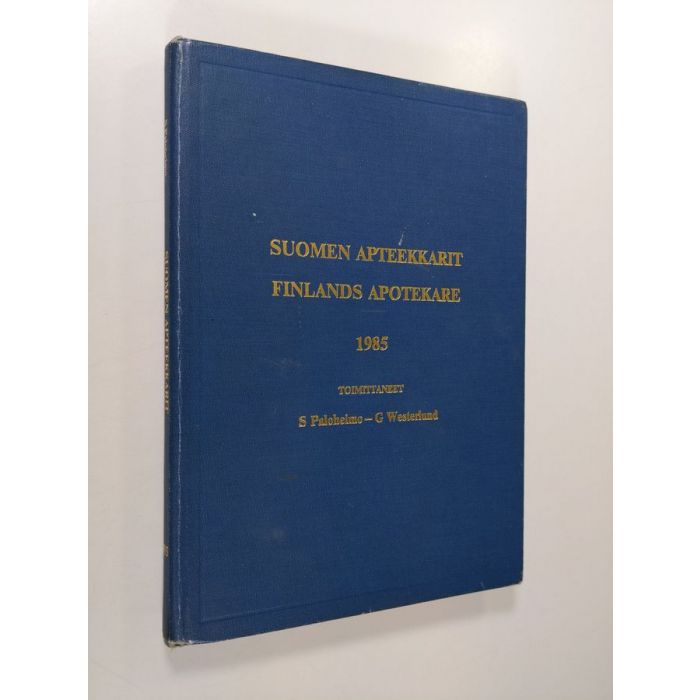 SUOMEN APTEEKKARIT
FINLANDS APOTEKARE
1985
TOIMITTANEET
S Paloheimo – G Westerlund
SUOMEN APTEEKKARIT